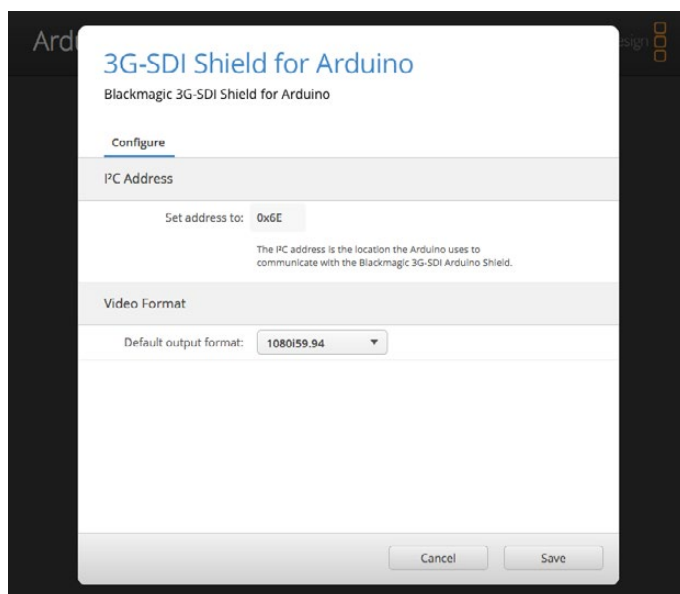 Ard
esign
3G-SDI Shield for Arduino
Blackmagic 3G-SDI Shield for Arduino
Configure
I²C Address
Set address to: 0x6E
The I²C address is the location the Arduino uses to
communicate with the Blackmagic 3G-SDI Arduino Shield.
Video Format
Default output format: 1080i59.94
Cancel Save